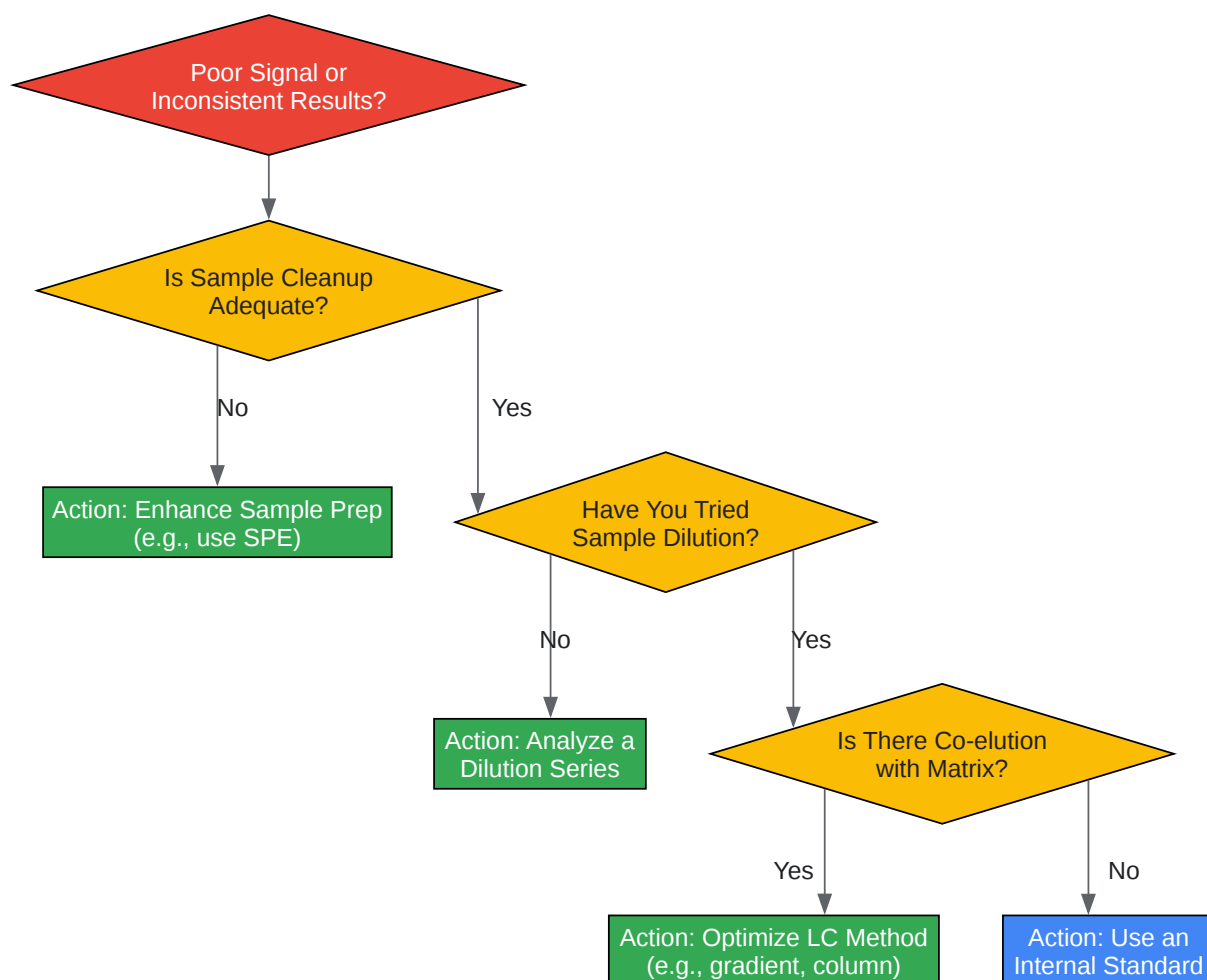 Poor Signal or
Inconsistent Results?
Is Sample Cleanup
Adequate?
No
Yes
Action: Enhance Sample Prep
(e.g., use SPE)
Have You Tried
Sample Dilution?
No
Yes
Action: Analyze a
Dilution Series
Is There Co-elution
with Matrix?
Yes
No
Action: Optimize LC Method
(e.g., gradient, column)
Action: Use an
Internal Standard